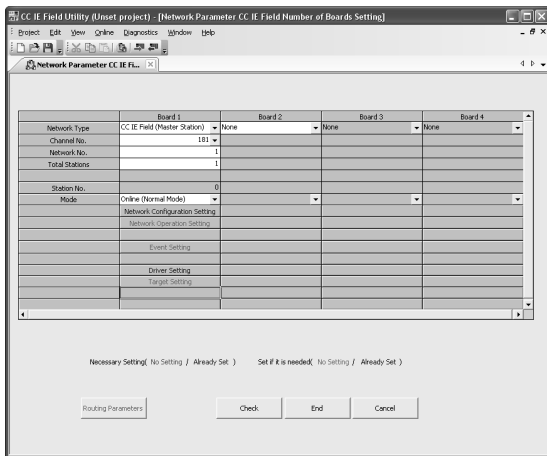 CC IE Field Utility (Unset project) - [Network Parameter CC IE Field Number of Boards Setting]
Project Edit View Online Diagnostics Window Help
Network Parameter CC IE Fi...
Board 1 Board 2 Board 3 Board 4
Network Type CC IE Field (Master Station) None None None
Channel No. 181
Network No. 1
Total Stations 1
Station No. 0
Mode Online (Normal Mode)
Network Configuration Setting
Network Operation Setting
Event Setting
Driver Setting
Target Setting
Necessary Setting( No Setting / Already Set ) Set if it is needed( No Setting / Already Set )
Routing Parameters Check End Cancel